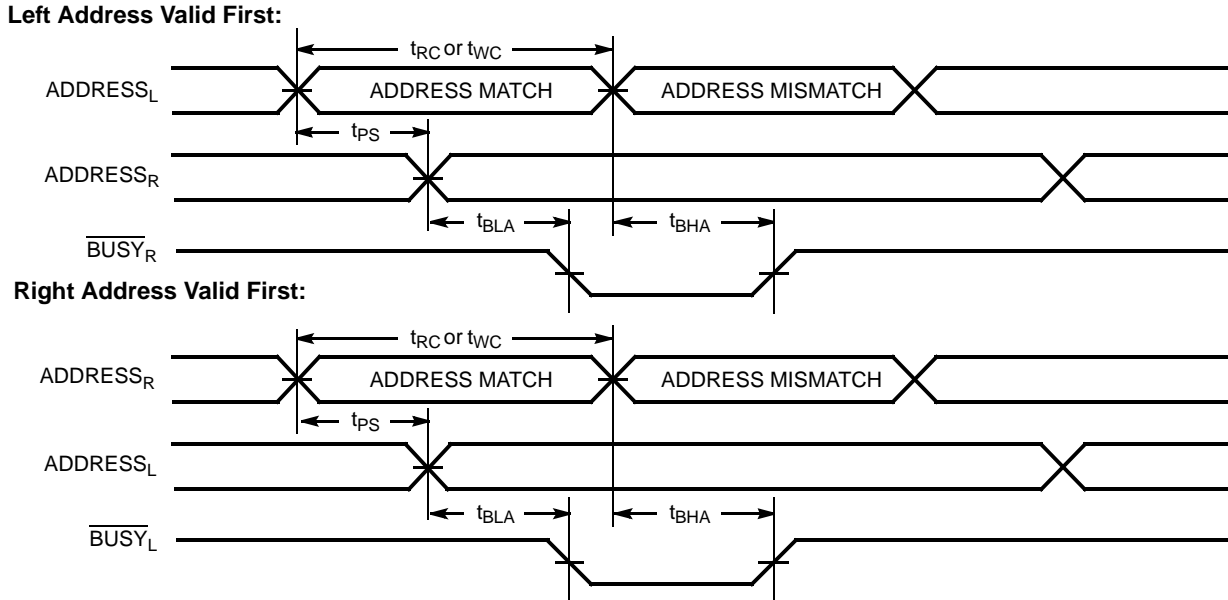 Left Address Valid First:
tRC or tWC
ADDRESSL ADDRESS MATCH ADDRESS MISMATCH
tPS
ADDRESSR
tBLA tBHA
BUSYR
Right Address Valid First:
tRC or tWC
ADDRESSR ADDRESS MATCH ADDRESS MISMATCH
tPS
ADDRESSL
tBLA tBHA
BUSYL